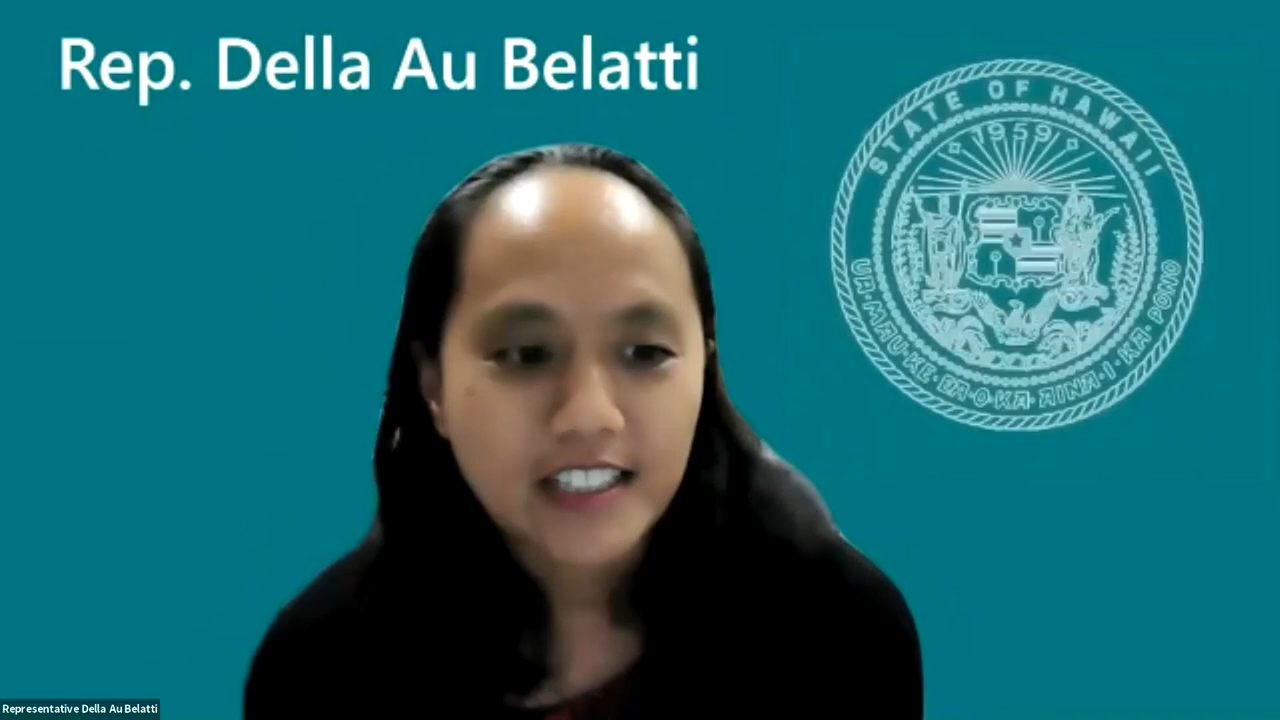 Rep. Della Au Belatti
STATE OF HAWAII
1959
UA·MAU·KE·EA·O·KA·AINA·I·KA·PONO
Representative Della Au Belatti